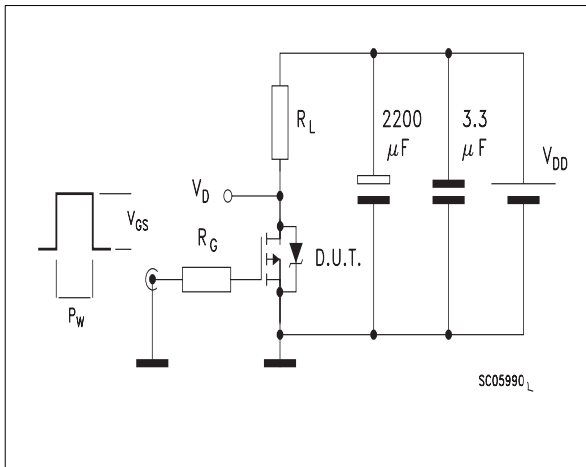 R_L
2200
μF
3.3
μF
V_DD
V_D
V_GS
R_G
D.U.T.
P_W
SC05990